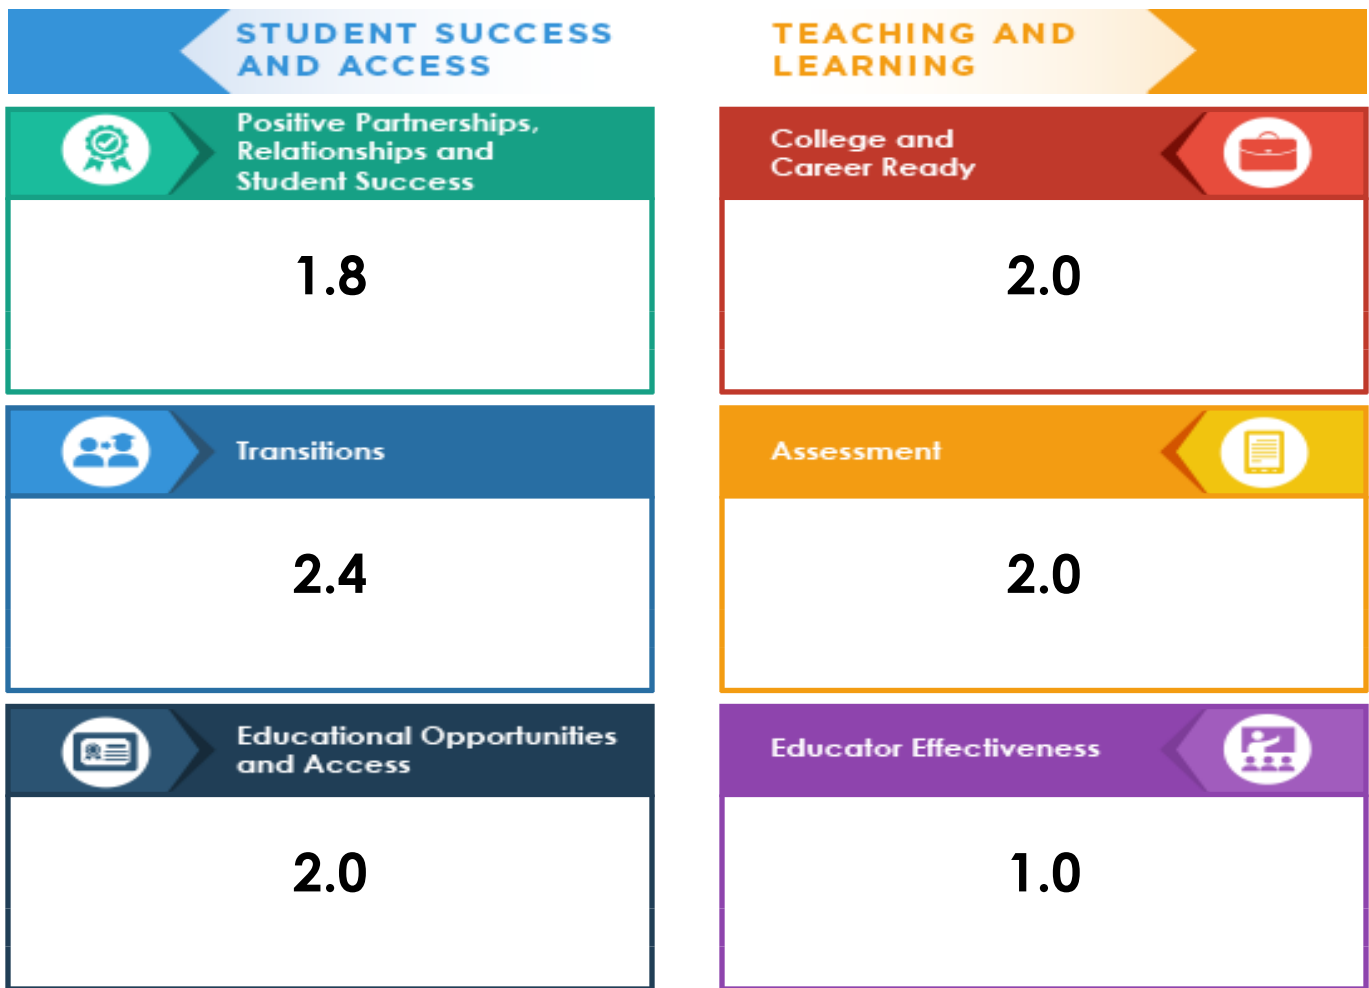 STUDENT SUCCESS
AND ACCESS
Positive Partnerships,
Relationships and
Student Success
1.8
Transitions
2.4
Educational Opportunities
and Access
2.0
TEACHING AND
LEARNING
College and
Career Ready
2.0
Assessment
2.0
Educator Effectiveness
1.0